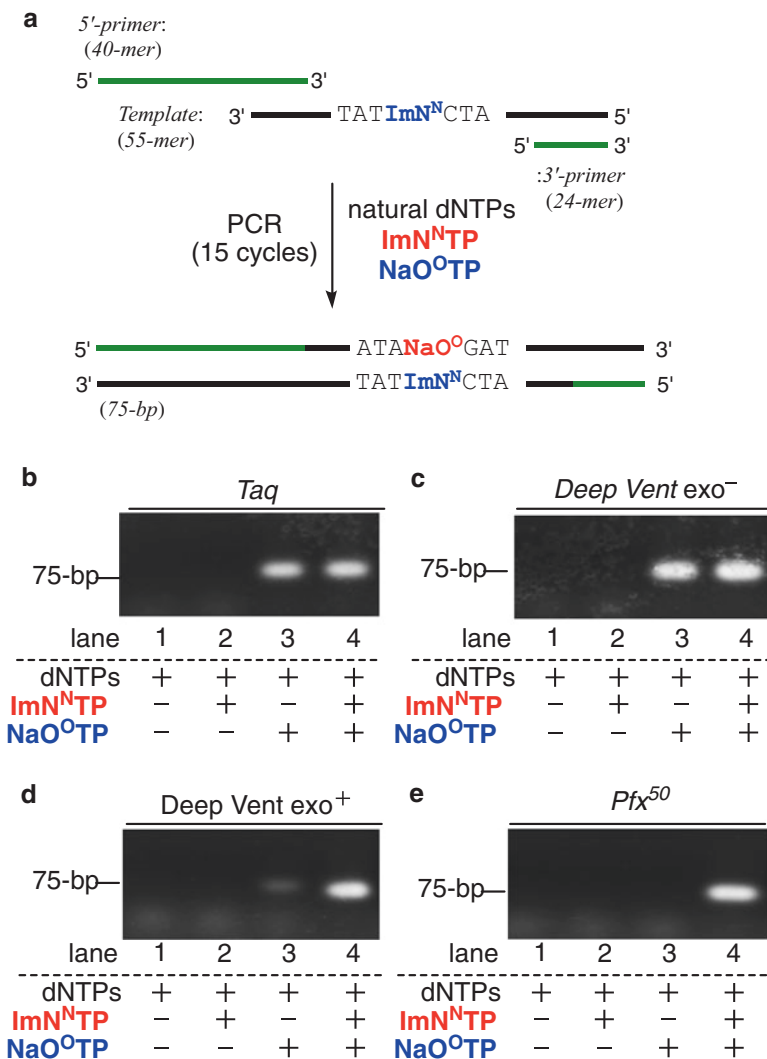 a
5'-primer:
(40-mer)
5' 3'
Template: 3' TATImN^NCTA 5'
(55-mer) 5' 3'
:3'-primer
(24-mer)
PCR
(15 cycles)
natural dNTPs
ImN^NTP
NaO^OTP
5' ATANaO^OGAT 3'
3' TATImN^NCTA 5'
(75-bp)
b
Taq
75-bp
lane 1 2 3 4
dNTPs + + + +
ImN^NTP − + − +
NaO^OTP − − + +
c
Deep Vent exo^−
75-bp
lane 1 2 3 4
dNTPs + + + +
ImN^NTP − + − +
NaO^OTP − − + +
d
Deep Vent exo^+
75-bp
lane 1 2 3 4
dNTPs + + + +
ImN^NTP − + − +
NaO^OTP − − + +
e
Pfx^50
75-bp
lane 1 2 3 4
dNTPs + + + +
ImN^NTP − + − +
NaO^OTP − − + +